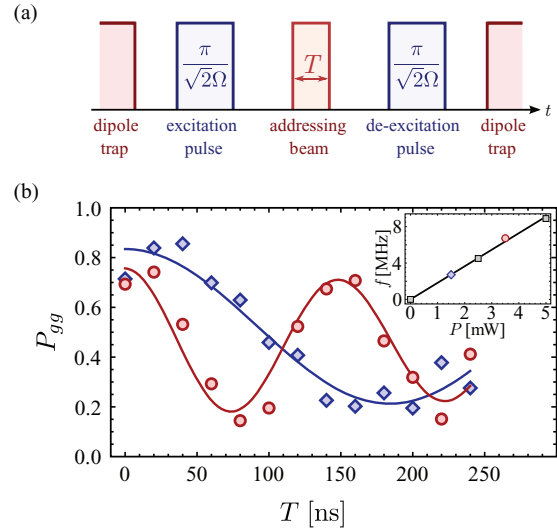 (a)
π/√2Ω
T
π/√2Ω
t
dipole trap
excitation pulse
addressing beam
de-excitation pulse
dipole trap
(b)
1.0
0.8
0.6
0.4
0.2
0.0
P_gg
0
50
100
150
200
250
T [ns]
8
4
0
f [MHz]
0
1
2
3
4
5
P [mW]